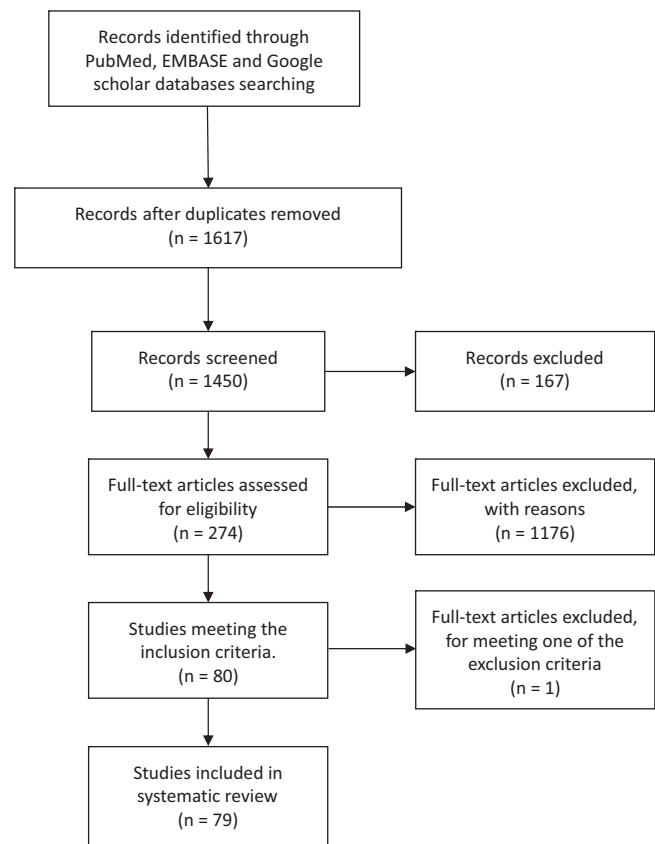 Records identified through
PubMed, EMBASE and Google
scholar databases searching
Records after duplicates removed
(n = 1617)
Records screened
(n = 1450)
Records excluded
(n = 167)
Full-text articles assessed
for eligibility
(n = 274)
Full-text articles excluded,
with reasons
(n = 1176)
Studies meeting the
inclusion criteria.
(n = 80)
Full-text articles excluded,
for meeting one of the
exclusion criteria
(n = 1)
Studies included in
systematic review
(n = 79)